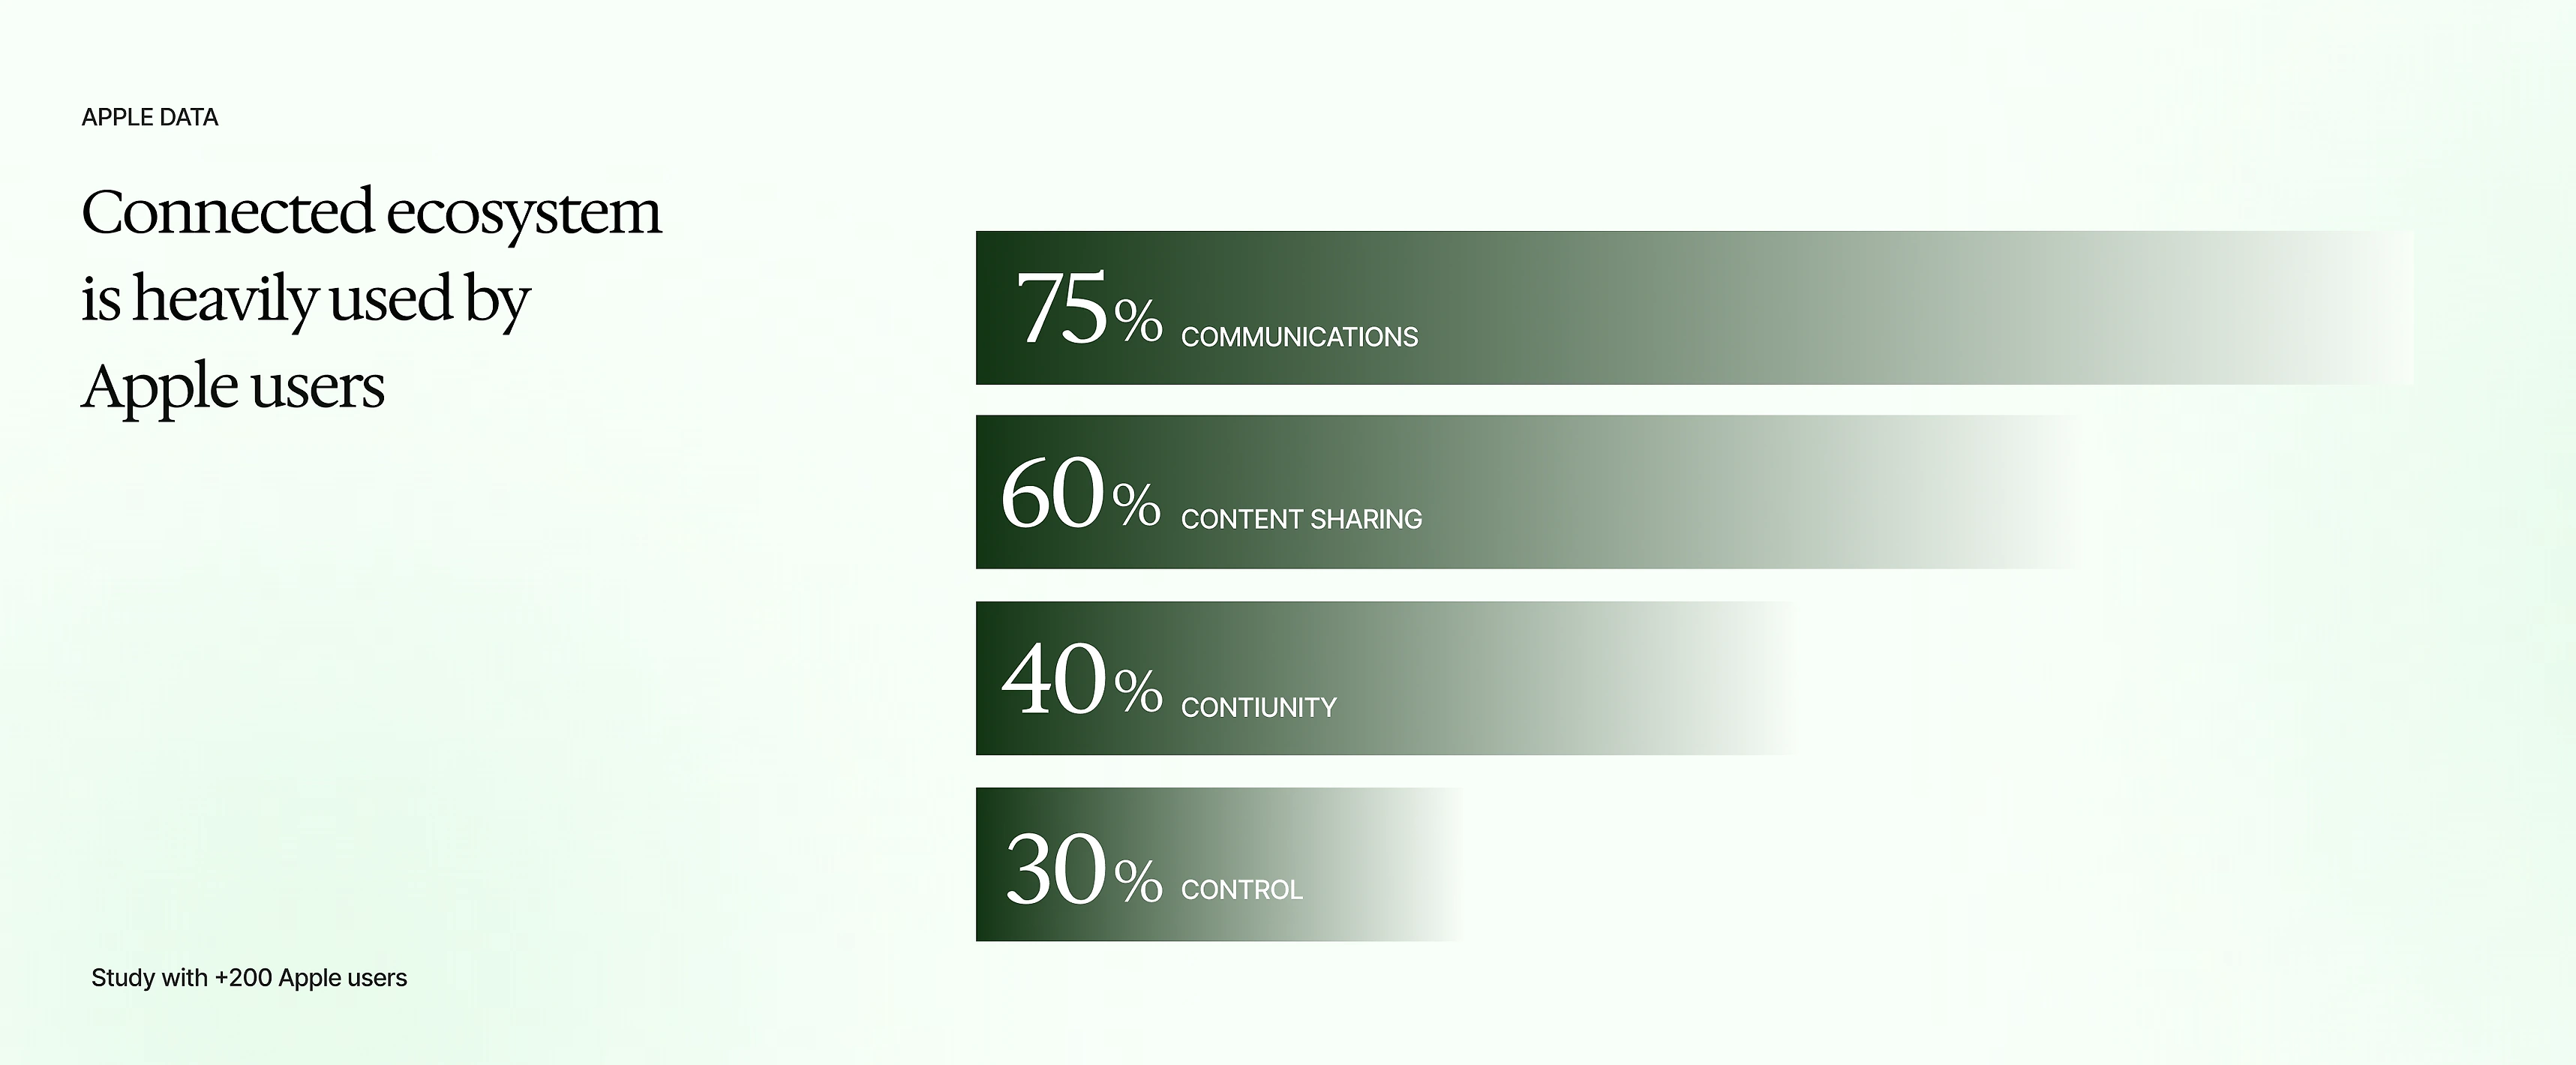 APPLE DATA
Connected ecosystem
is heavily used by
Apple users
75% COMMUNICATIONS
60% CONTENT SHARING
40% CONTIUNITY
30% CONTROL
Study with +200 Apple users